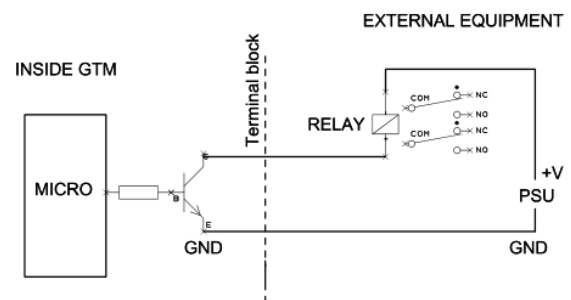 EXTERNAL EQUIPMENT
INSIDE GTM
Terminal block
RELAY
COM
NC
NO
COM
NC
NO
MICRO
B
C
E
GND
+V
PSU
GND